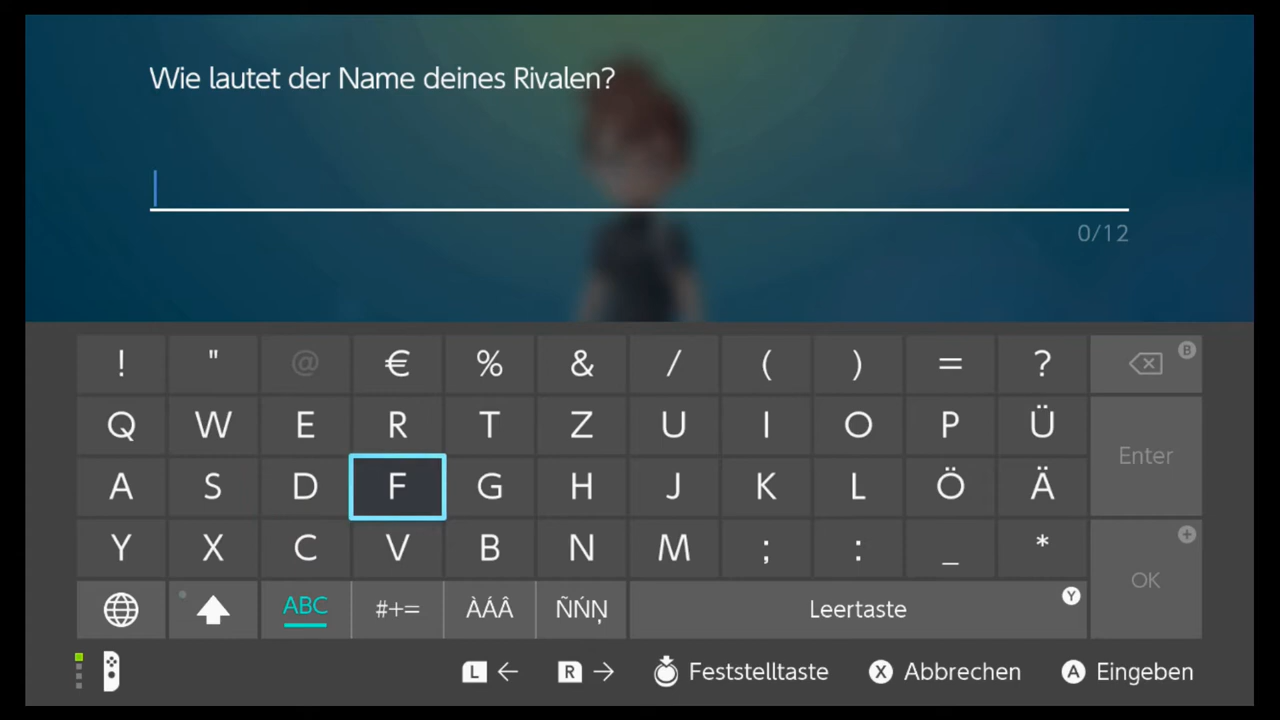 Wie lautet der Name deines Rivalen?
0/12
! " @ € % & / ( ) = ? B
Q W E R T Z U I O P Ü Enter
A S D F G H J K L Ö Ä
Y X C V B N M ; : _ * + OK
ABC #+= ÀÁÂ ÑŃŅ Leertaste Y
L ← R → Feststelltaste X Abbrechen A Eingeben